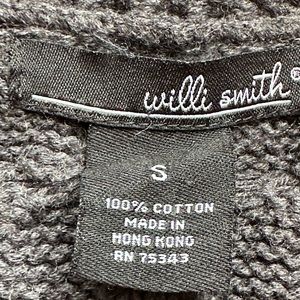 willi smith®
S
100% COTTON
MADE IN
HONG KONG
RN 75343